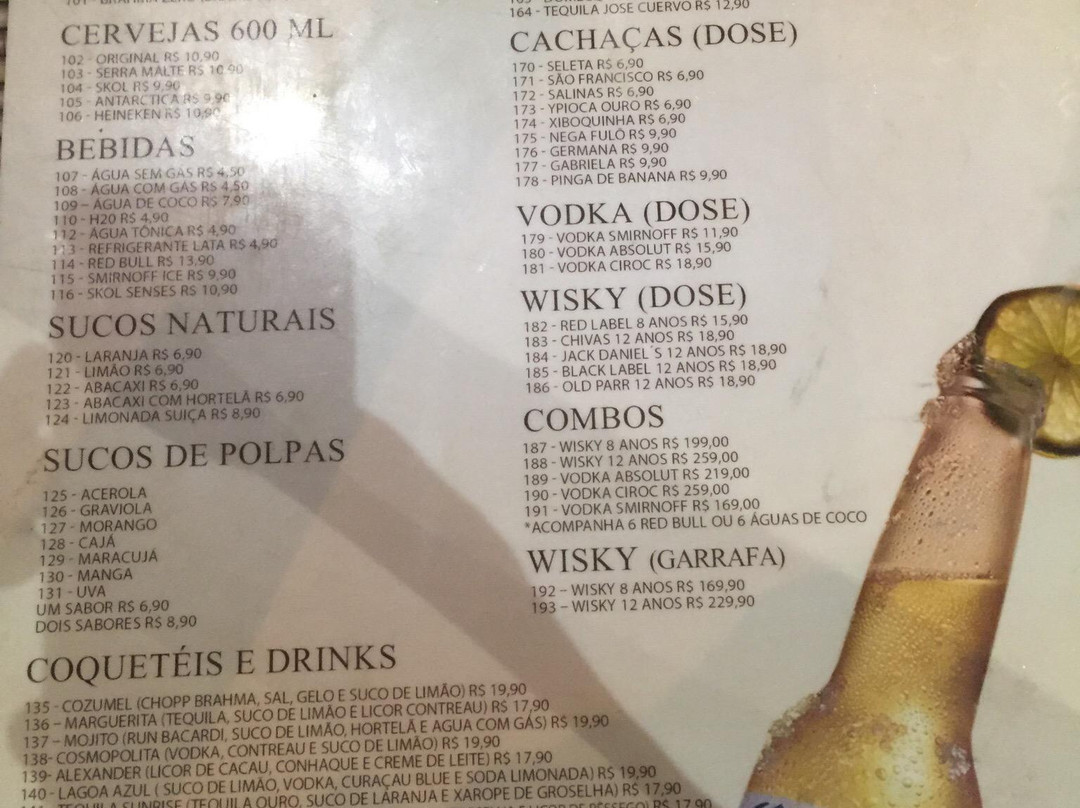 CERVEJAS 600 ML
102 - ORIGINAL R$ 10,90
103 - SERRA MALTE R$ 10,90
104 - SKOL R$ 9,90
105 - ANTARCTICA R$ 9,90
106 - HEINEKEN R$ 10,90
BEBIDAS
107 - ÁGUA SEM GÁS R$ 4,50
108 - ÁGUA COM GÁS R$ 4,50
109 – ÁGUA DE COCO R$ 7,90
110 - H20 R$ 4,90
112 - ÁGUA TÔNICA R$ 4,90
113 - REFRIGERANTE LATA R$ 4,90
114 - RED BULL R$ 13,90
115 - SMIRNOFF ICE R$ 9,90
116 - SKOL SENSES R$ 10,90
SUCOS NATURAIS
120 - LARANJA R$ 6,90
121 - LIMÃO R$ 6,90
122 - ABACAXI R$ 6,90
123 - ABACAXI COM HORTELÃ R$ 6,90
124 - LIMONADA SUIÇA R$ 8,90
SUCOS DE POLPAS
125 - ACEROLA
126 - GRAVIOLA
127 - MORANGO
128 - CAJÁ
129 - MARACUJÁ
130 - MANGA
131 - UVA
UM SABOR R$ 6,90
DOIS SABORES R$ 8,90
COQUETÉIS E DRINKS
135 - COZUMEL (CHOPP BRAHMA, SAL, GELO E SUCO DE LIMÃO) R$ 19,90
136 – MARGUERITA (TEQUILA, SUCO DE LIMÃO E LICOR CONTREAU) R$ 17,90
137 – MOJITO (RUN BACARDI, SUCO DE LIMÃO, HORTELÃ E AGUA COM GÁS) R$ 19,90
138- COSMOPOLITA (VODKA, CONTREAU E SUCO DE LIMÃO) R$ 19,90
139- ALEXANDER (LICOR DE CACAU, CONHAQUE E CREME DE LEITE) R$ 17,90
140 - LAGOA AZUL ( SUCO DE LIMÃO, VODKA, CURAÇAU BLUE E SODA LIMONADA) R$ 19,90
TEQUILA SUNRISE (TEQUILA OURO, SUCO DE LARANJA E XAROPE DE GROSELHA) R$ 17,90
R$ 17,90
164 - TEQUILA JOSE CUERVO R$ 12,90
CACHAÇAS (DOSE)
170 - SELETA R$ 6,90
171 - SÃO FRANCISCO R$ 6,90
172 - SALINAS R$ 6,90
173 - YPIOCA OURO R$ 6,90
174 - XIBOQUINHA R$ 6,90
175 - NEGA FULÔ R$ 9,90
176 - GERMANA R$ 9,90
177 - GABRIELA R$ 9,90
178 - PINGA DE BANANA R$ 9,90
VODKA (DOSE)
179 - VODKA SMIRNOFF R$ 11,90
180 - VODKA ABSOLUT R$ 15,90
181 - VODKA CIROC R$ 18,90
WISKY (DOSE)
182 - RED LABEL 8 ANOS R$ 15,90
183 - CHIVAS 12 ANOS R$ 18,90
184 - JACK DANIEL´S 12 ANOS R$ 18,90
185 - BLACK LABEL 12 ANOS R$ 18,90
186 - OLD PARR 12 ANOS R$ 18,90
COMBOS
187 - WISKY 8 ANOS R$ 199,00
188 - WISKY 12 ANOS R$ 259,00
189 - VODKA ABSOLUT R$ 219,00
190 - VODKA CIROC R$ 259,00
191 - VODKA SMIRNOFF R$ 169,00
*ACOMPANHA 6 RED BULL OU 6 ÁGUAS DE COCO
WISKY (GARRAFA)
192 – WISKY 8 ANOS R$ 169,90
193 – WISKY 12 ANOS R$ 229,90